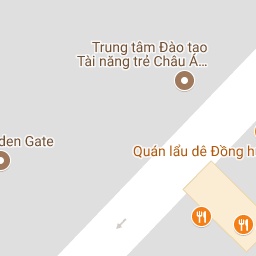 Trung tâm Đào tạo
Tài năng trẻ Châu Á...
den Gate
Quán lẩu dê Đồng h